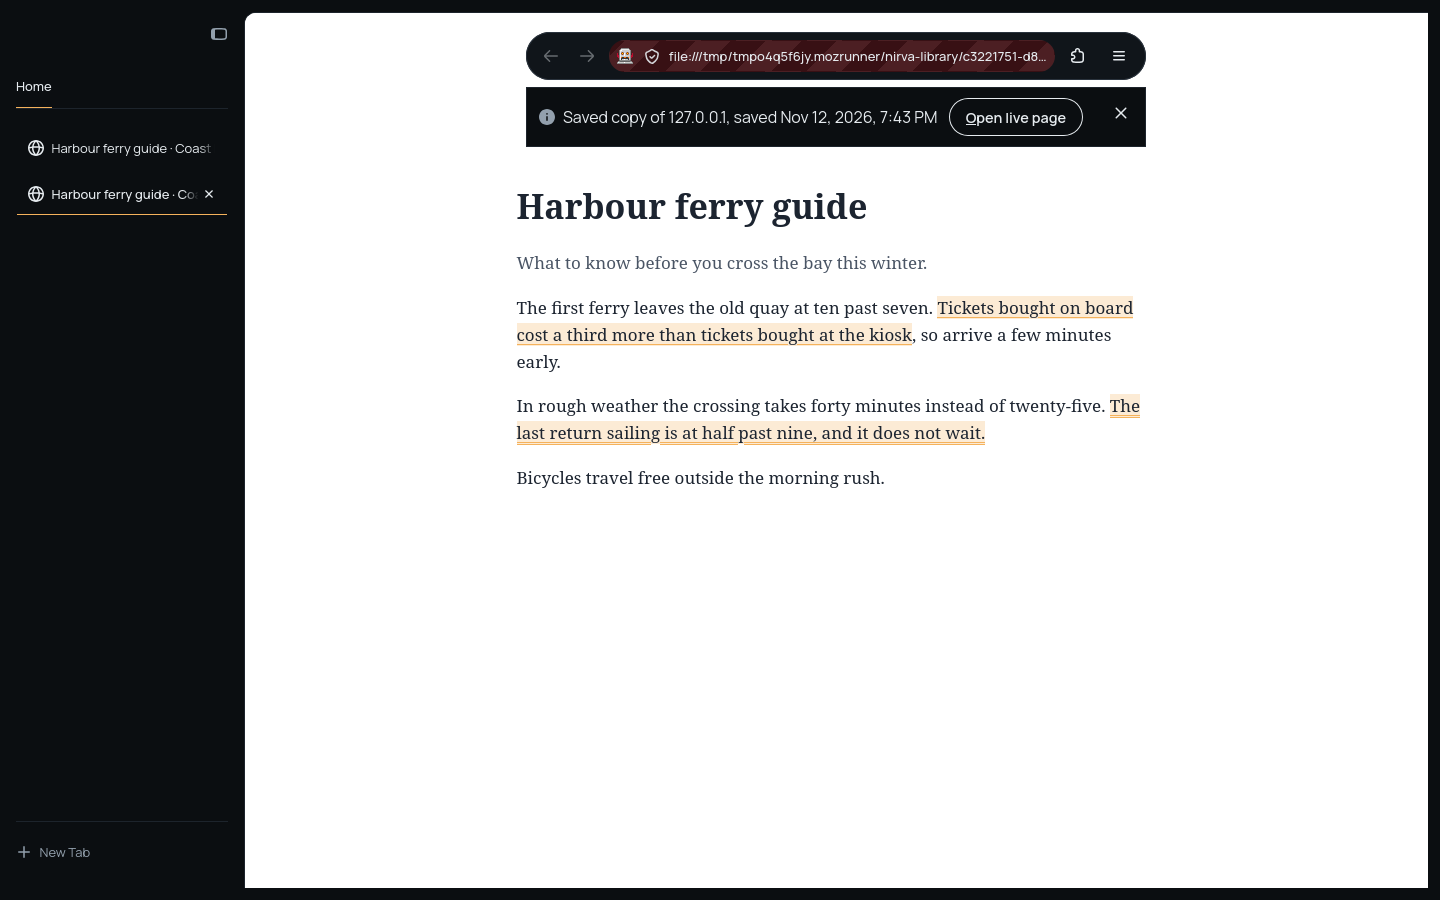 Home
Harbour ferry guide · Coast
Harbour ferry guide · Co
New Tab
file:///tmp/tmpo4q5f6jy.mozrunner/nirva-library/c3221751-d8…
Saved copy of 127.0.0.1, saved Nov 12, 2026, 7:43 PM
Open live page
Harbour ferry guide
What to know before you cross the bay this winter.
The first ferry leaves the old quay at ten past seven. Tickets bought on board
cost a third more than tickets bought at the kiosk, so arrive a few minutes
early.
In rough weather the crossing takes forty minutes instead of twenty-five. The
last return sailing is at half past nine, and it does not wait.
Bicycles travel free outside the morning rush.